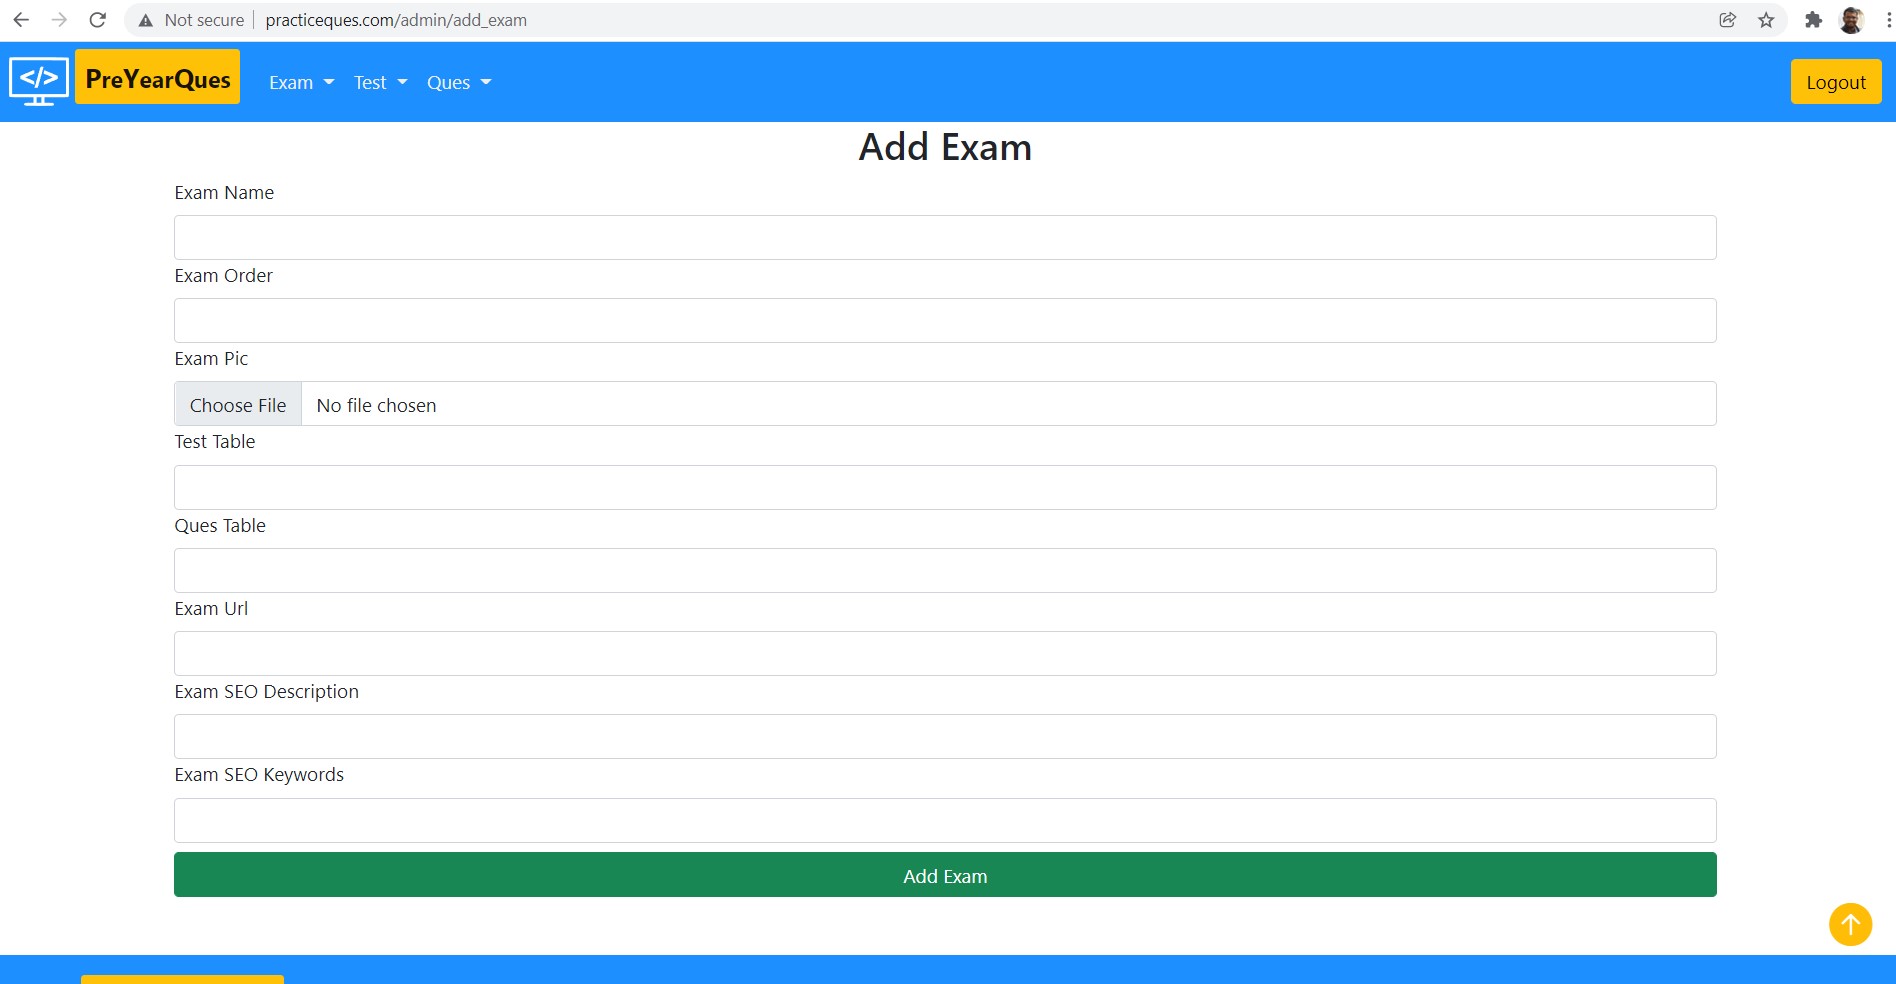 Not secure practiceques.com/admin/add_exam
</> PreYearQues Exam Test Ques Logout
Add Exam
Exam Name
Exam Order
Exam Pic
Choose File No file chosen
Test Table
Ques Table
Exam Url
Exam SEO Description
Exam SEO Keywords
Add Exam